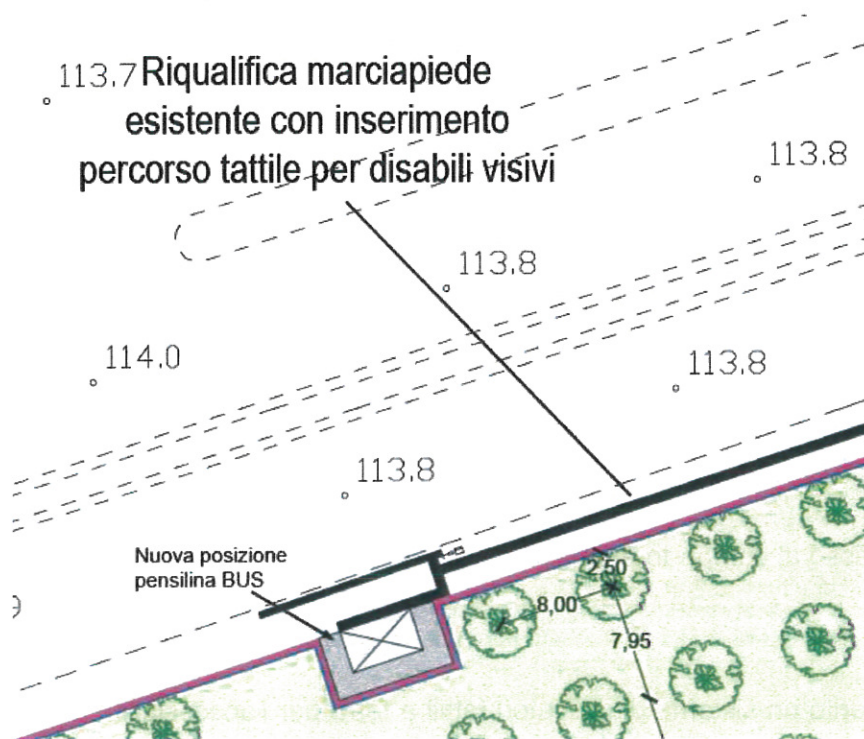 113.7 Riqualifica marciapiede
esistente con inserimento
percorso tattile per disabili visivi
113.8
113.8
114.0
113.8
113.8
Nuova posizione
pensilina BUS
2.50
8,00
7,95